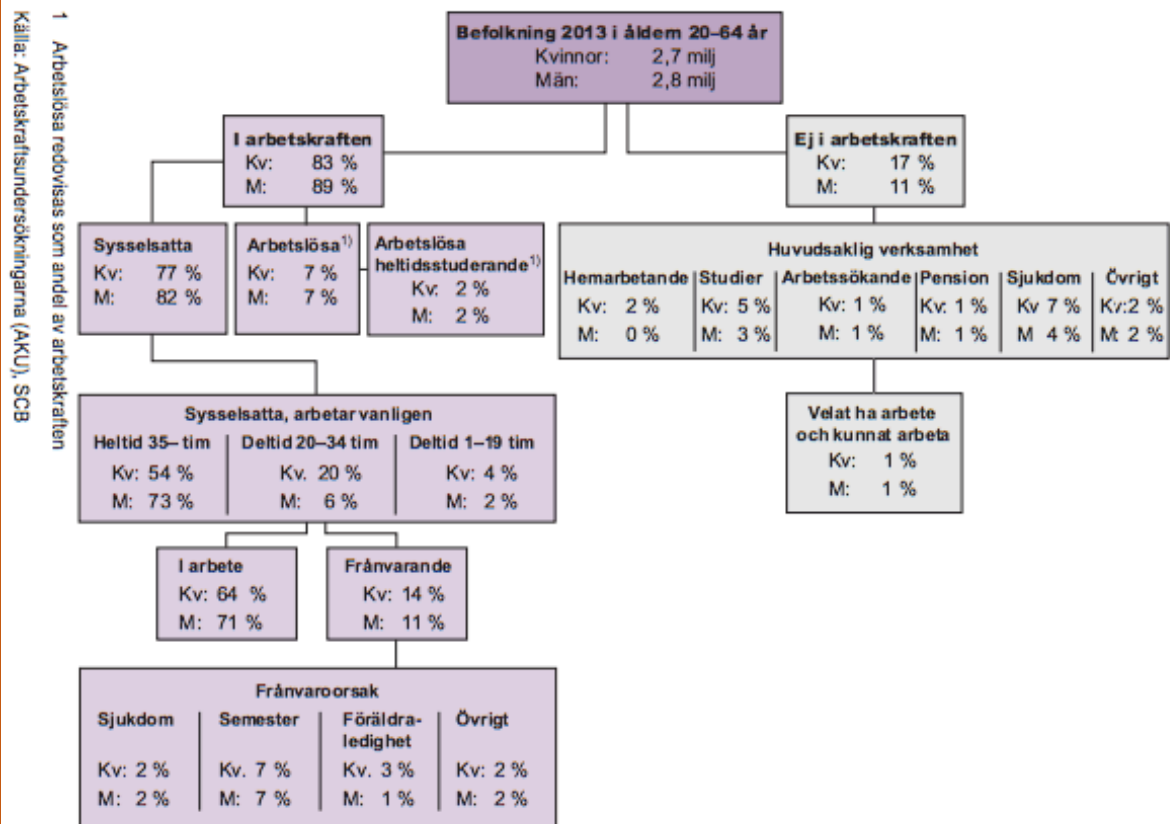 Befolkning 2013 i åldern 20–64 år
Kvinnor: 2,7 milj
Män: 2,8 milj
I arbetskraften
Kv: 83 %
M: 89 %
Ej i arbetskraften
Kv: 17 %
M: 11 %
Sysselsatta
Kv: 77 %
M: 82 %
Arbetslösa 1)
Kv: 7 %
M: 7 %
Arbetslösa
heltidsstuderande 1)
Kv: 2 %
M: 2 %
Huvudsaklig verksamhet
Hemarbetande
Kv: 2 %
M: 0 %
Studier
Kv: 5 %
M: 3 %
Arbetssökande
Kv: 1 %
M: 1 %
Pension
Kv: 1 %
M: 1 %
Sjukdom
Kv 7 %
M 4 %
Övrigt
Kv:2 %
M: 2 %
Sysselsatta, arbetar vanligen
Heltid 35– tim
Kv: 54 %
M: 73 %
Deltid 20–34 tim
Kv. 20 %
M: 6 %
Deltid 1–19 tim
Kv: 4 %
M: 2 %
Velat ha arbete
och kunnat arbeta
Kv: 1 %
M: 1 %
I arbete
Kv: 64 %
M: 71 %
Frånvarande
Kv: 14 %
M: 11 %
Frånvaroorsak
Sjukdom
Kv: 2 %
M: 2 %
Semester
Kv. 7 %
M: 7 %
Föräldra-
ledighet
Kv. 3 %
M: 1 %
Övrigt
Kv: 2 %
M: 2 %
1 Arbetslösa redovisas som andel av arbetskraften
Källa: Arbetskraftsundersökningarna (AKU), SCB